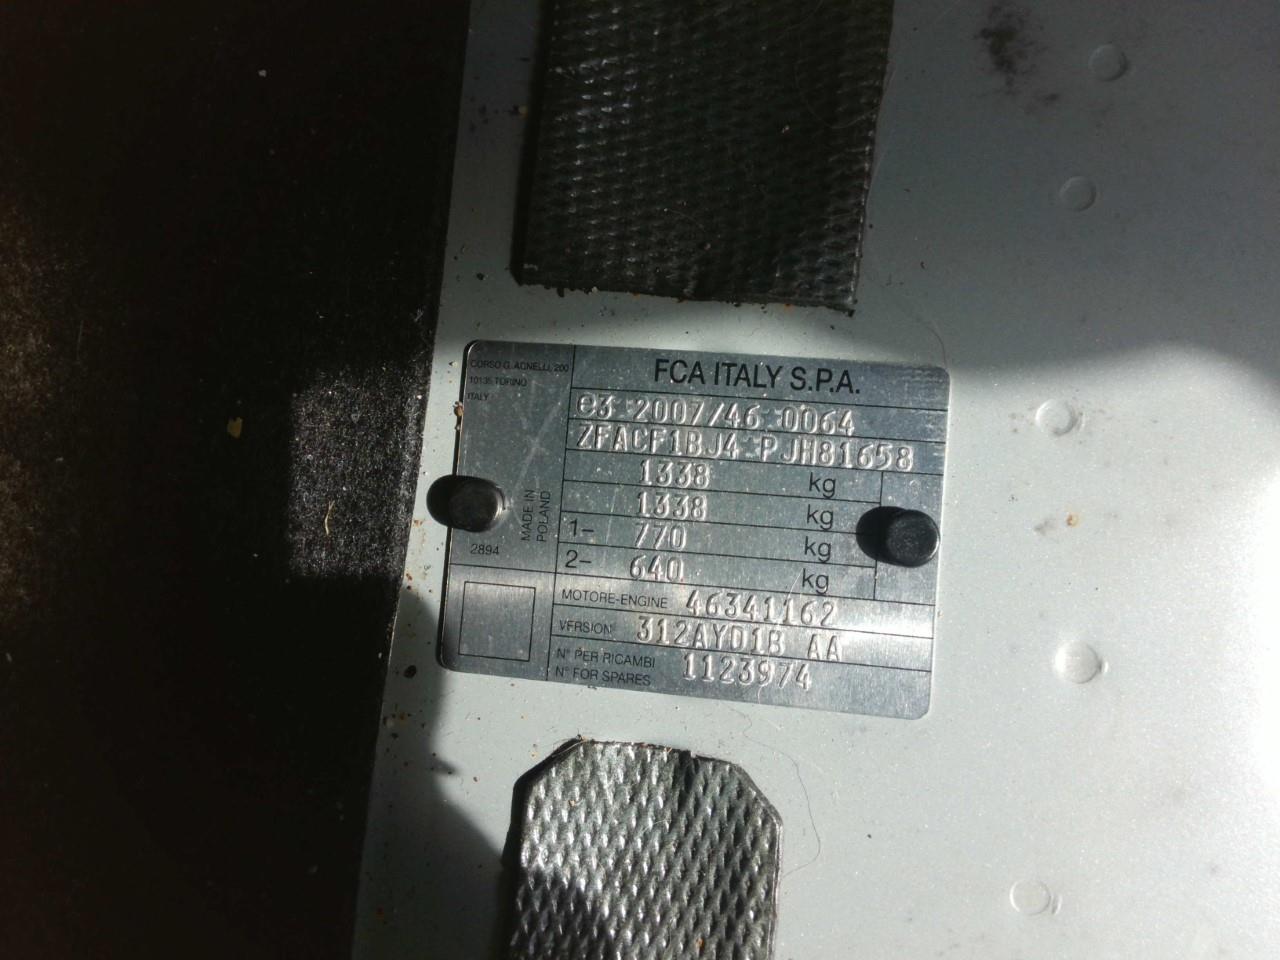 CORSO G. AGNELLI, 200
10135 TORINO
ITALY
MADE IN
POLAND
2894
FCA ITALY S.P.A.
e3 2007/46 0064
ZFACF1BJ4 PJH81658
1338 kg
1338 kg
1- 770 kg
2- 640 kg
MOTORE-ENGINE 46341162
VERSION 312AYD1B AA
N° PER RICAMBI
N° FOR SPARES
1123974